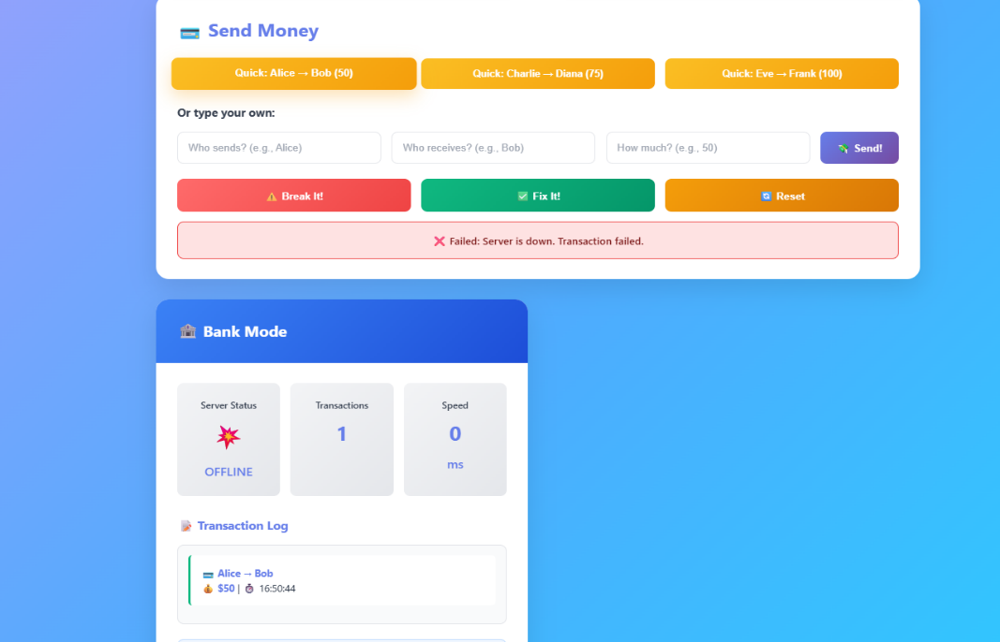 Send Money
Quick: Alice → Bob (50)
Quick: Charlie → Diana (75)
Quick: Eve → Frank (100)
Or type your own:
Who sends? (e.g., Alice)
Who receives? (e.g., Bob)
How much? (e.g., 50)
Send!
Break It!
Fix It!
Reset
Failed: Server is down. Transaction failed.
Bank Mode
Server Status
OFFLINE
Transactions
1
Speed
0
ms
Transaction Log
Alice → Bob
$50 | 16:50:44